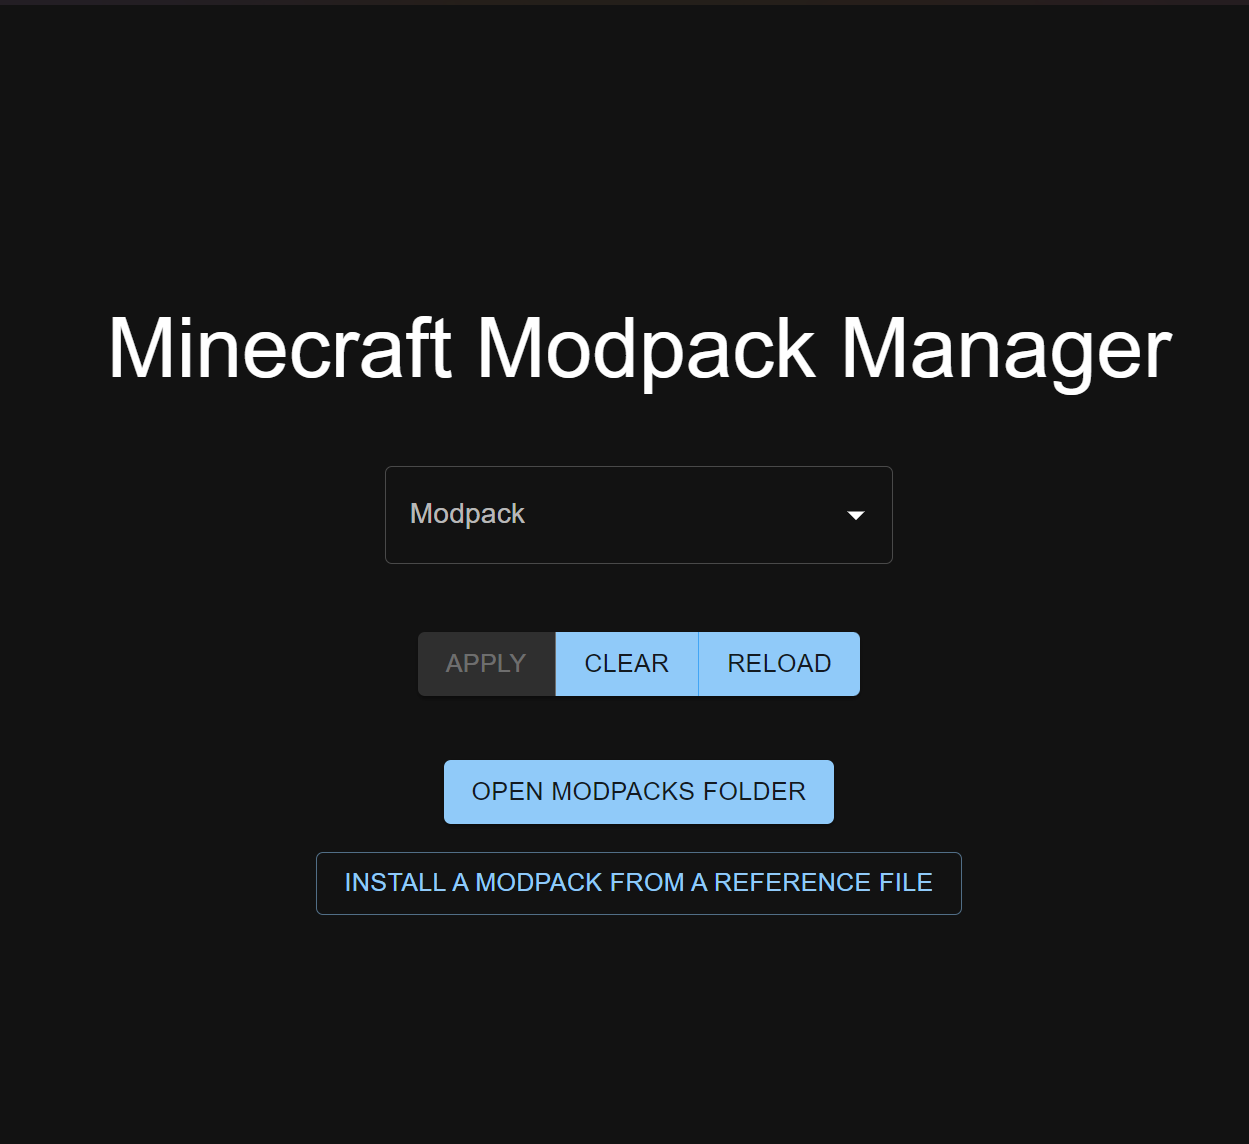 Minecraft Modpack Manager
Modpack
APPLY CLEAR RELOAD
OPEN MODPACKS FOLDER
INSTALL A MODPACK FROM A REFERENCE FILE